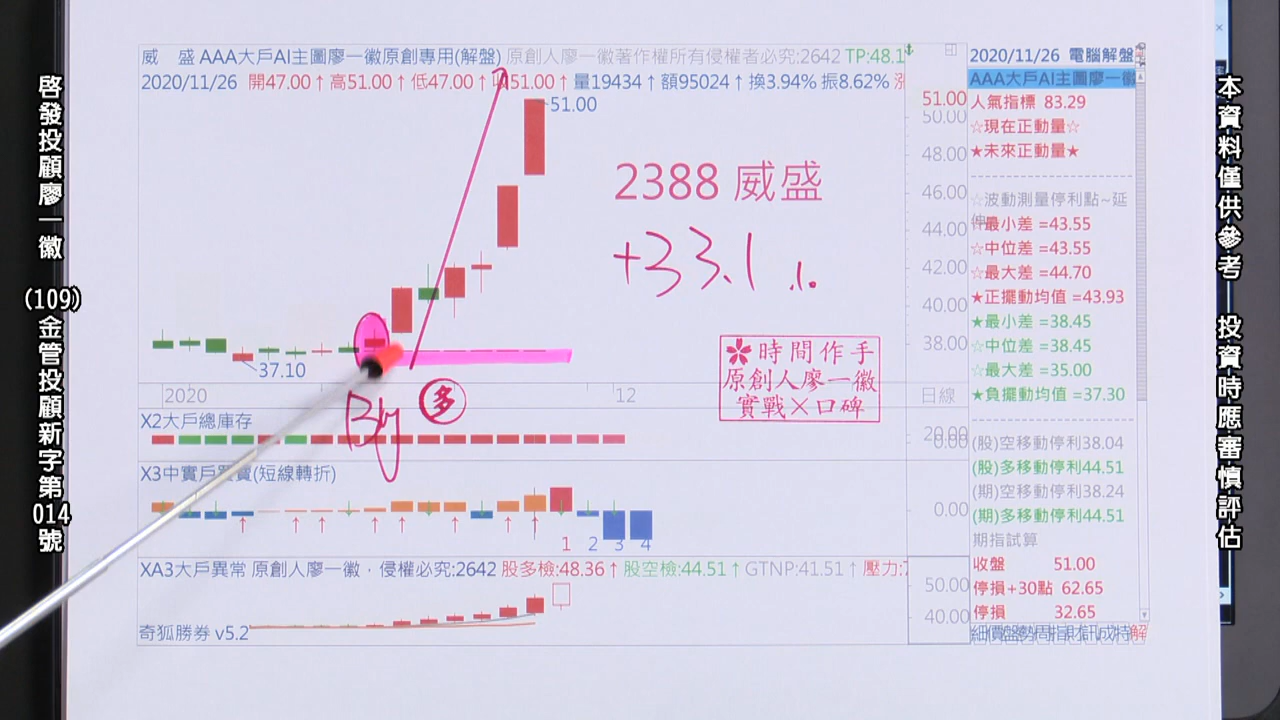 啓發投顧廖一徽
(109)金管投顧新字第014號
威 盛 AAA大戶AI主圖廖一徽原創專用(解盤) 原創人廖一徽著作權所有侵權者必究:2642 TP:48.1
2020/11/26 開47.00↑ 高51.00↑ 低47.00↑ 51.00↑ 量19434↑ 額95024↑ 換3.94% 振8.62% 漲
51.00
37.10
2388 威盛
+33.1%
Buy
多
時間作手
原創人廖一徽
實戰×口碑
51.00
50.00
48.00
46.00
44.00
42.00
40.00
38.00
2020
12
日線
X2大戶總庫存
20.00
0.00
X3中實戶買賣(短線轉折)
0.00
1 2 3 4
XA3大戶異常 原創人廖一徽．侵權必究:2642 股多檢:48.36↑ 股空檢:44.51↑ GTNP:41.51↑ 壓力:
50.00
40.00
奇狐勝券 v5.2
2020/11/26 電腦解盤
AAA大戶AI主圖廖一徽
人氣指標 83.29
☆現在正動量☆
★未來正動量★
☆波動測量停利點~延伸
☆最小差 =43.55
☆中位差 =43.55
☆最大差 =44.70
★正擺動均值 =43.93
★最小差 =38.45
☆中位差 =38.45
☆最大差 =35.00
★負擺動均值 =37.30
(股)空移動停利38.04
(股)多移動停利44.51
(期)空移動停利38.24
(期)多移動停利44.51
期指試算
收盤 51.00
停損+30點 62.65
停損 32.65
本資料僅供參考 投資時應審慎評估